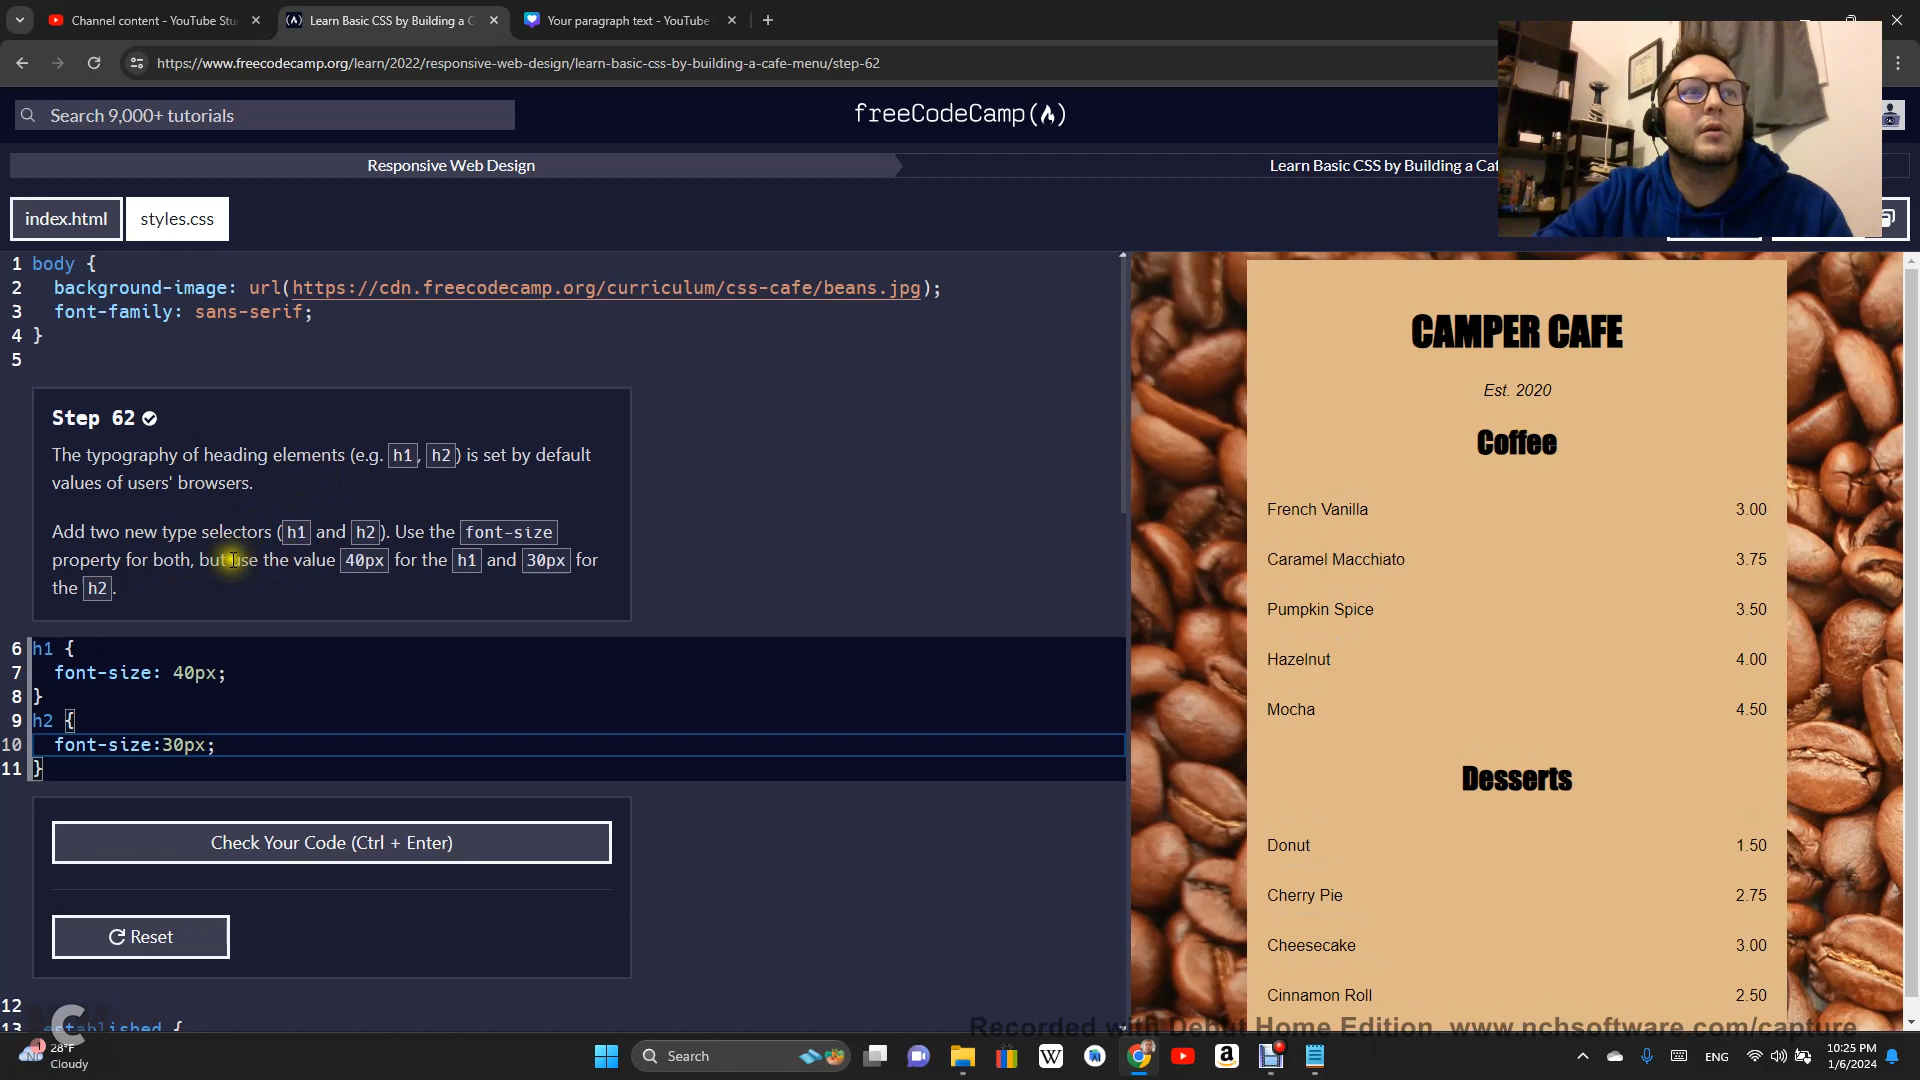 Channel content - YouTube Stu
Learn Basic CSS by Building a C
Your paragraph text - YouTube
https://www.freecodecamp.org/learn/2022/responsive-web-design/learn-basic-css-by-building-a-cafe-menu/step-62
Search 9,000+ tutorials
freeCodeCamp
Responsive Web Design
Learn Basic CSS by Building a Caf
index.html
styles.css
1 body {
2 background-image: url(https://cdn.freecodecamp.org/curriculum/css-cafe/beans.jpg);
3 font-family: sans-serif;
4 }
5
Step 62
The typography of heading elements (e.g. h1, h2) is set by default
values of users' browsers.
Add two new type selectors (h1 and h2). Use the font-size
property for both, but use the value 40px for the h1 and 30px for
the h2.
6 h1 {
7 font-size: 40px;
8 }
9 h2 {
10 font-size:30px;
11 }
Check Your Code (Ctrl + Enter)
Reset
12
13 established {
CAMPER CAFE
Est. 2020
Coffee
French Vanilla 3.00
Caramel Macchiato 3.75
Pumpkin Spice 3.50
Hazelnut 4.00
Mocha 4.50
Desserts
Donut 1.50
Cherry Pie 2.75
Cheesecake 3.00
Cinnamon Roll 2.50
Recorded with Debut Home Edition. www.nchsoftware.com/capture
28°F
Cloudy
Search
ENG
10:25 PM
1/6/2024